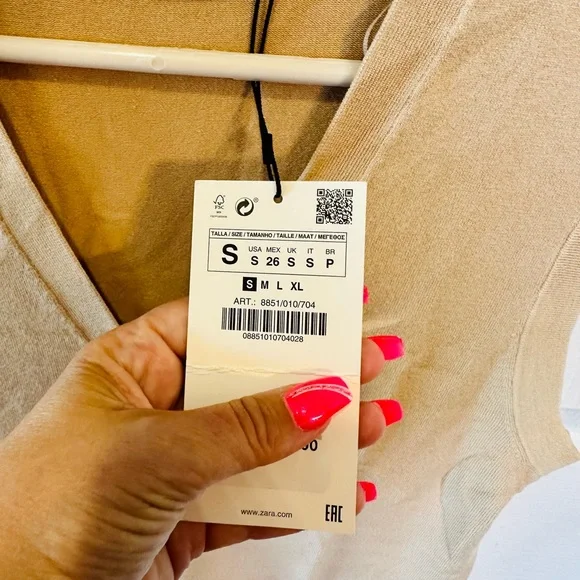 FSC
TALLA / SIZE / TAMANHO / TAILLE / MAAT / ΜΕΓΕΘΟΣ
S
USA MEX UK IT BR
S 26 S S P
S M L XL
ART.: 8851/010/704
08851010704028
www.zara.com
EAC